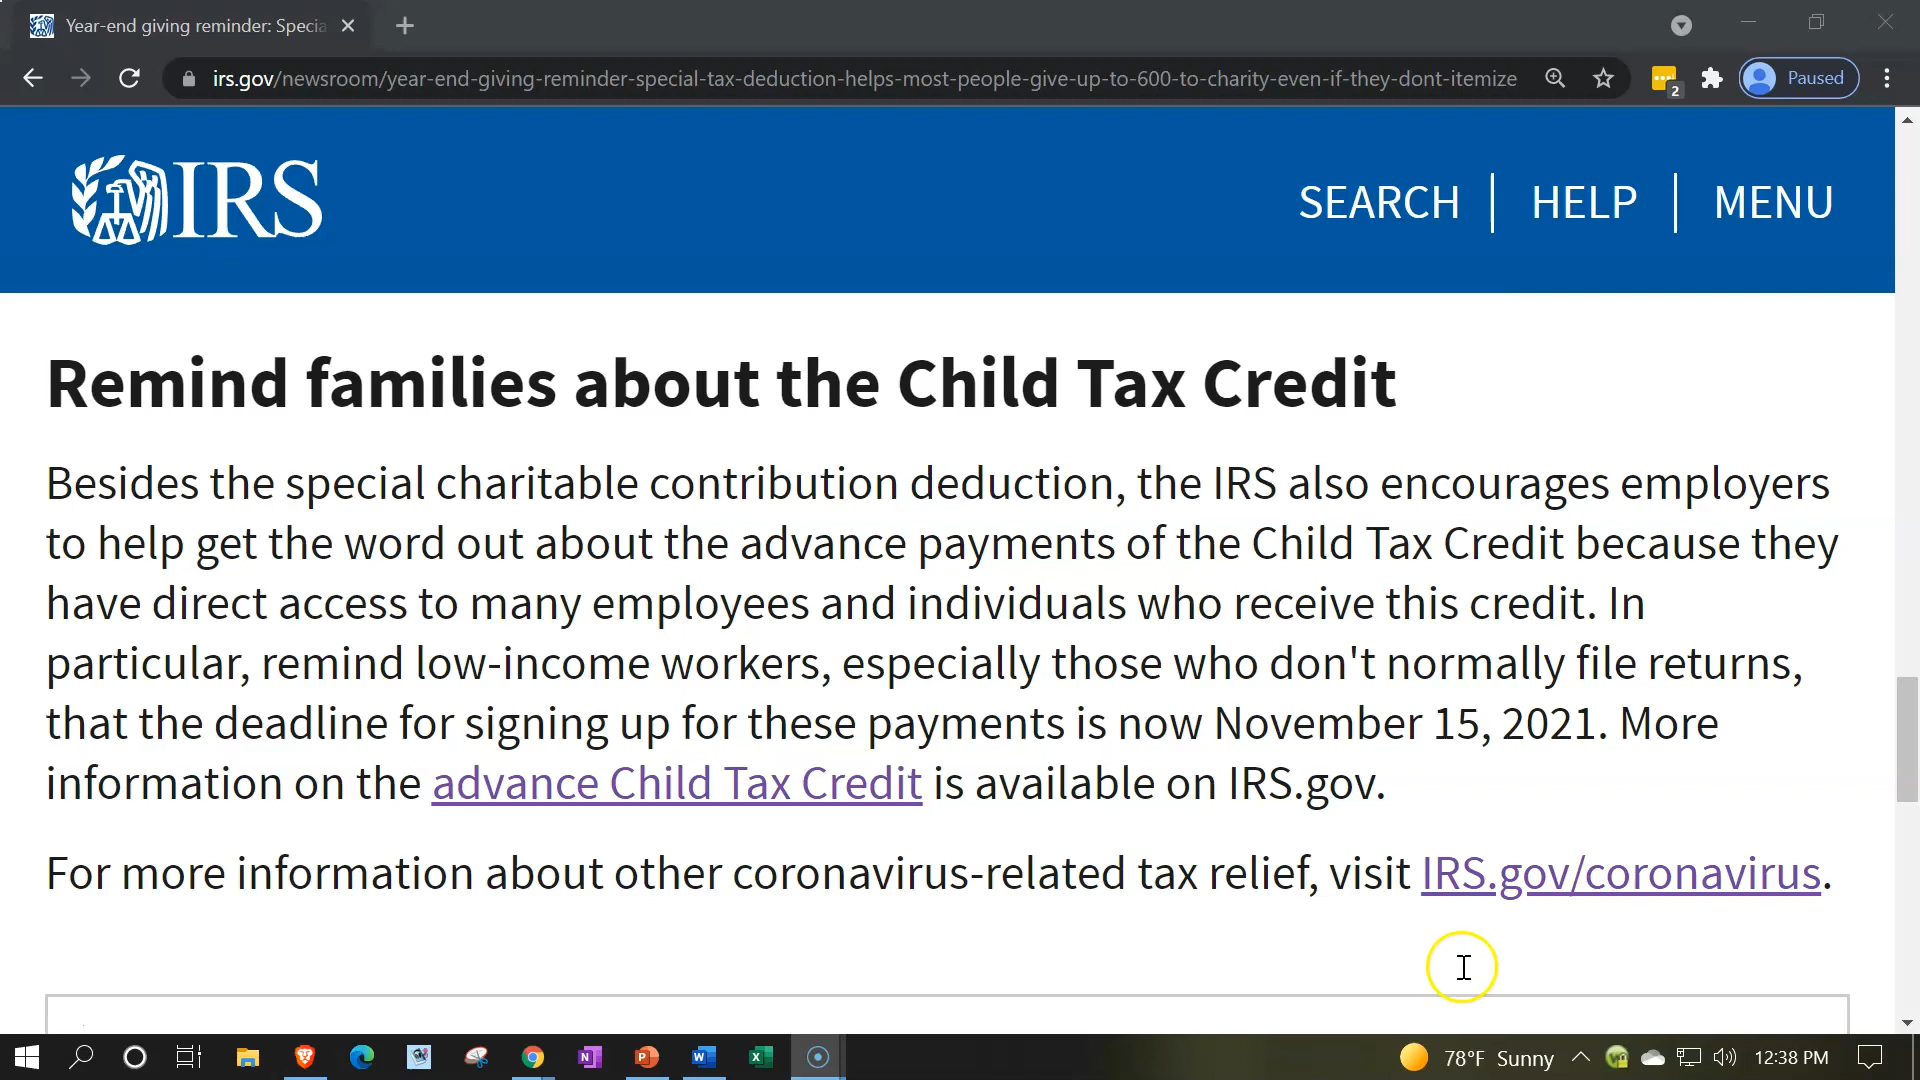 Year-end giving reminder: Specia
irs.gov/newsroom/year-end-giving-reminder-special-tax-deduction-helps-most-people-give-up-to-600-to-charity-even-if-they-dont-itemize
2
Paused
IRS
SEARCH | HELP | MENU
Remind families about the Child Tax Credit
Besides the special charitable contribution deduction, the IRS also encourages employers
to help get the word out about the advance payments of the Child Tax Credit because they
have direct access to many employees and individuals who receive this credit. In
particular, remind low-income workers, especially those who don't normally file returns,
that the deadline for signing up for these payments is now November 15, 2021. More
information on the advance Child Tax Credit is available on IRS.gov.
For more information about other coronavirus-related tax relief, visit IRS.gov/coronavirus.
78°F Sunny
12:38 PM